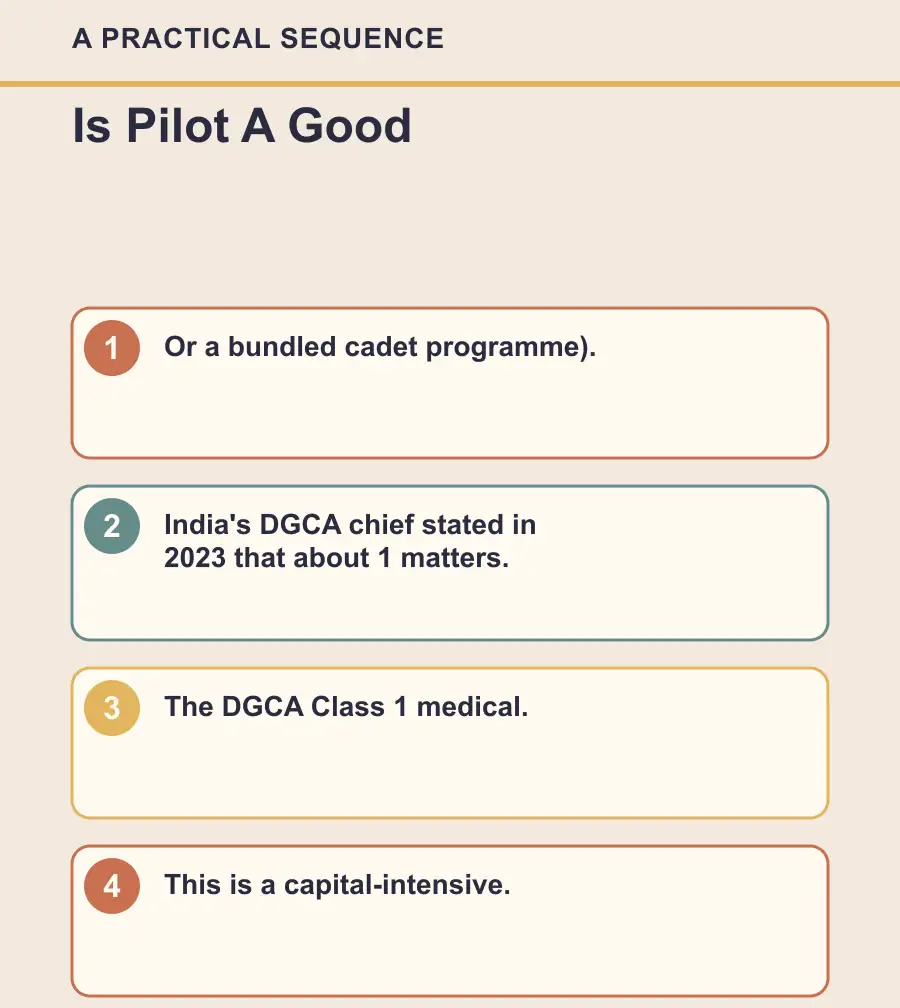 A PRACTICAL SEQUENCE
Is Pilot A Good
1
Or a bundled cadet programme).
2
India's DGCA chief stated in
2023 that about 1 matters.
3
The DGCA Class 1 medical.
4
This is a capital-intensive.